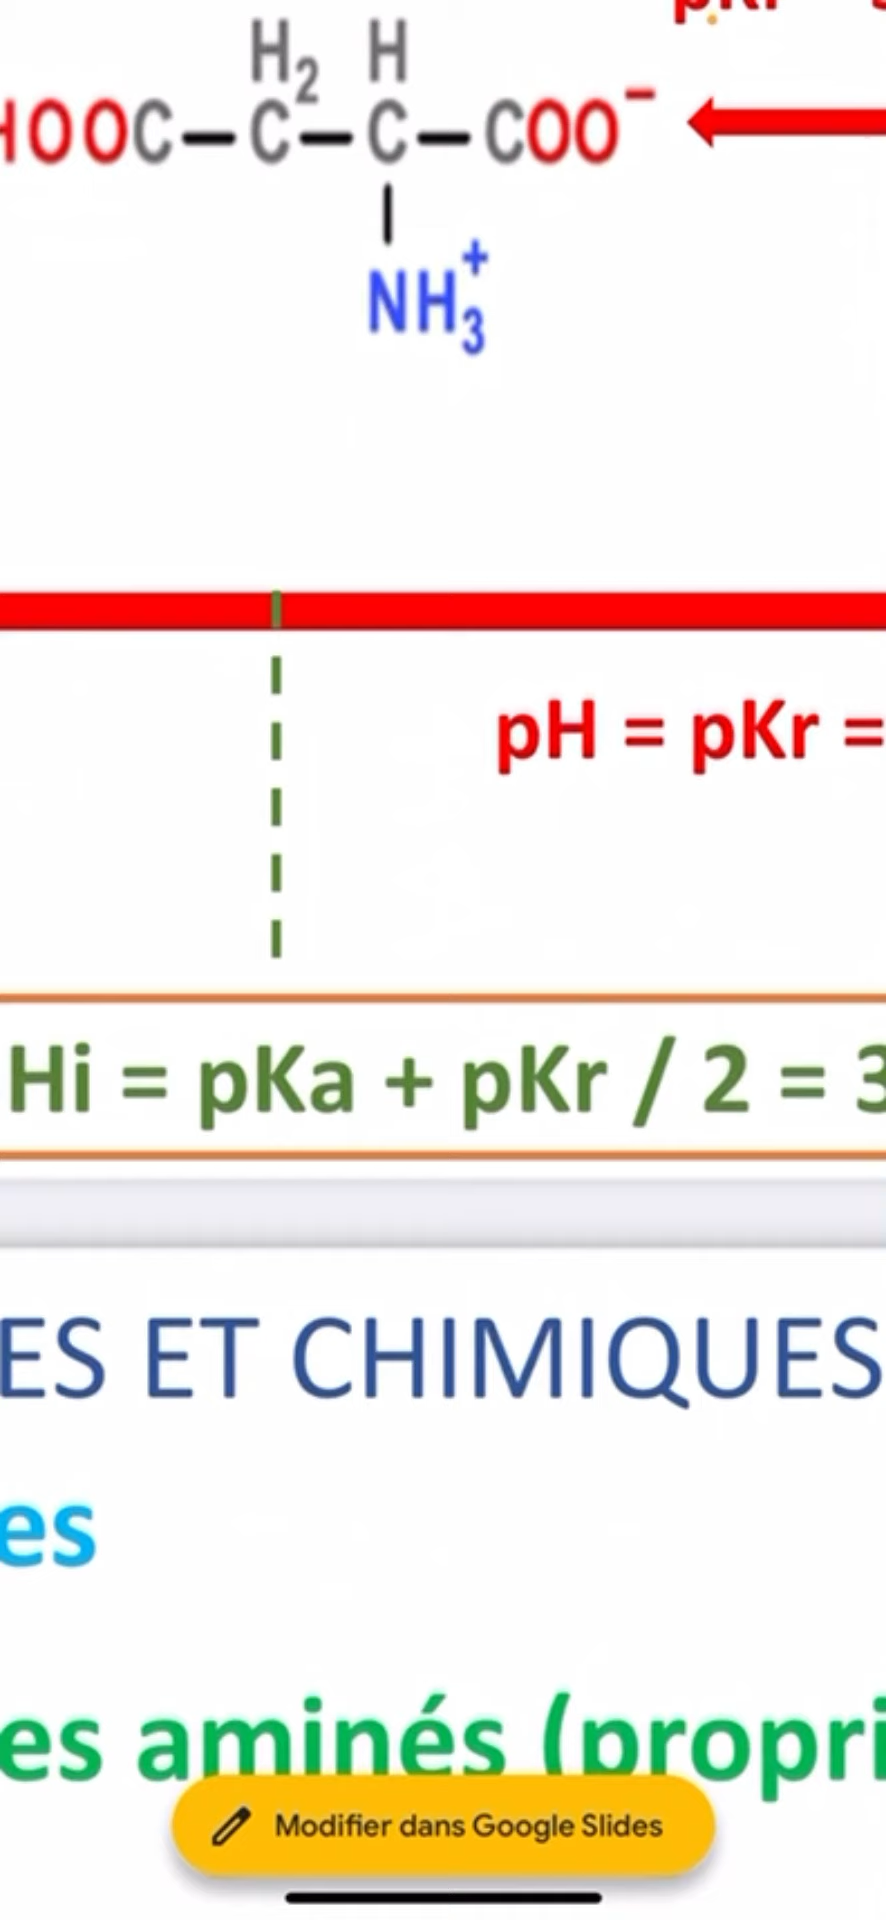 H₂ H
HOOC–C–C–COO⁻
NH₃⁺
pH = pKr =
Hi = pKa + pKr / 2 = 3
ES ET CHIMIQUES
es
es aminés (propri
Modifier dans Google Slides